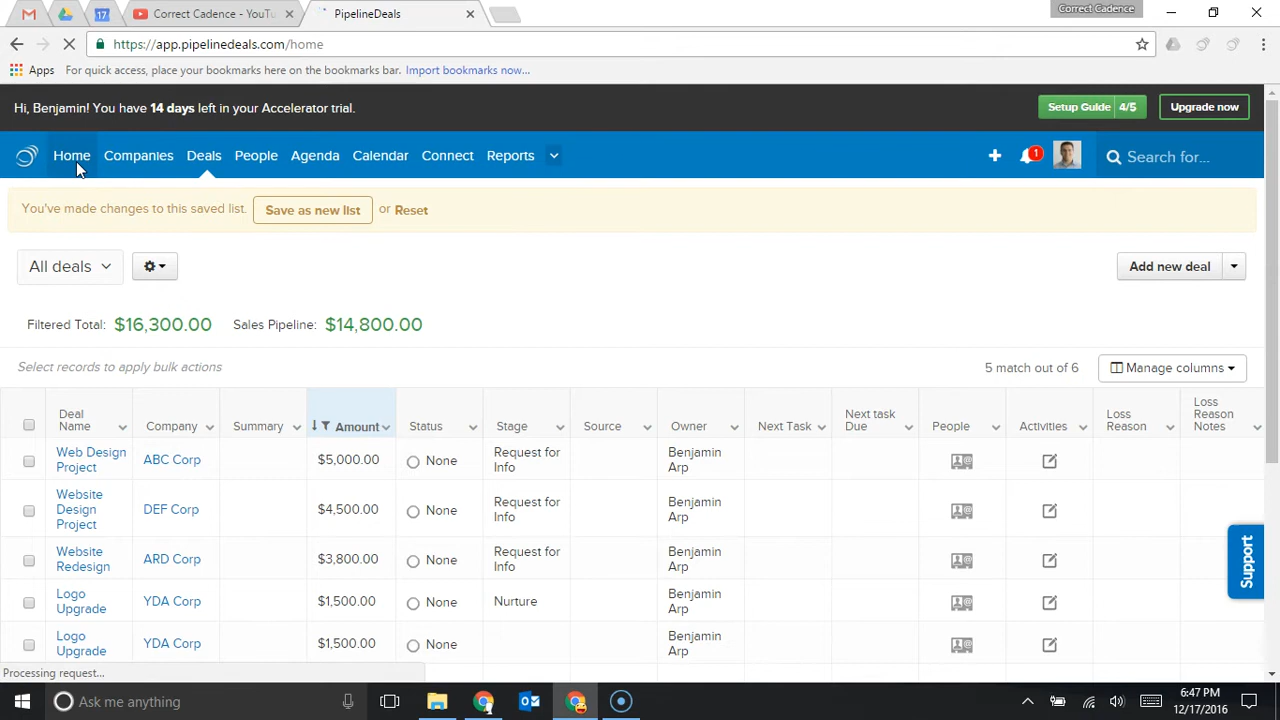 Correct Cadence - YouTu
PipelineDeals
Correct Cadence
17
https://app.pipelinedeals.com/home
Apps For quick access, place your bookmarks here on the bookmarks bar. Import bookmarks now...
Hi, Benjamin! You have 14 days left in your Accelerator trial.
Setup Guide 4/5
Upgrade now
Home Companies Deals People Agenda Calendar Connect Reports
1
Search for...
You've made changes to this saved list. Save as new list or Reset
All deals
Add new deal
Filtered Total: $16,300.00 Sales Pipeline: $14,800.00
Select records to apply bulk actions
5 match out of 6
Manage columns
Deal Name Company Summary Amount Status Stage Source Owner Next Task Next task Due People Activities Loss Reason Loss Reason Notes
Web Design Project ABC Corp $5,000.00 None Request for Info Benjamin Arp
Website Design Project DEF Corp $4,500.00 None Request for Info Benjamin Arp
Website Redesign ARD Corp $3,800.00 None Request for Info Benjamin Arp
Logo Upgrade YDA Corp $1,500.00 None Nurture Benjamin Arp
Logo Upgrade YDA Corp $1,500.00 None Benjamin Arp
Support
Processing request...
Ask me anything
6:47 PM
12/17/2016